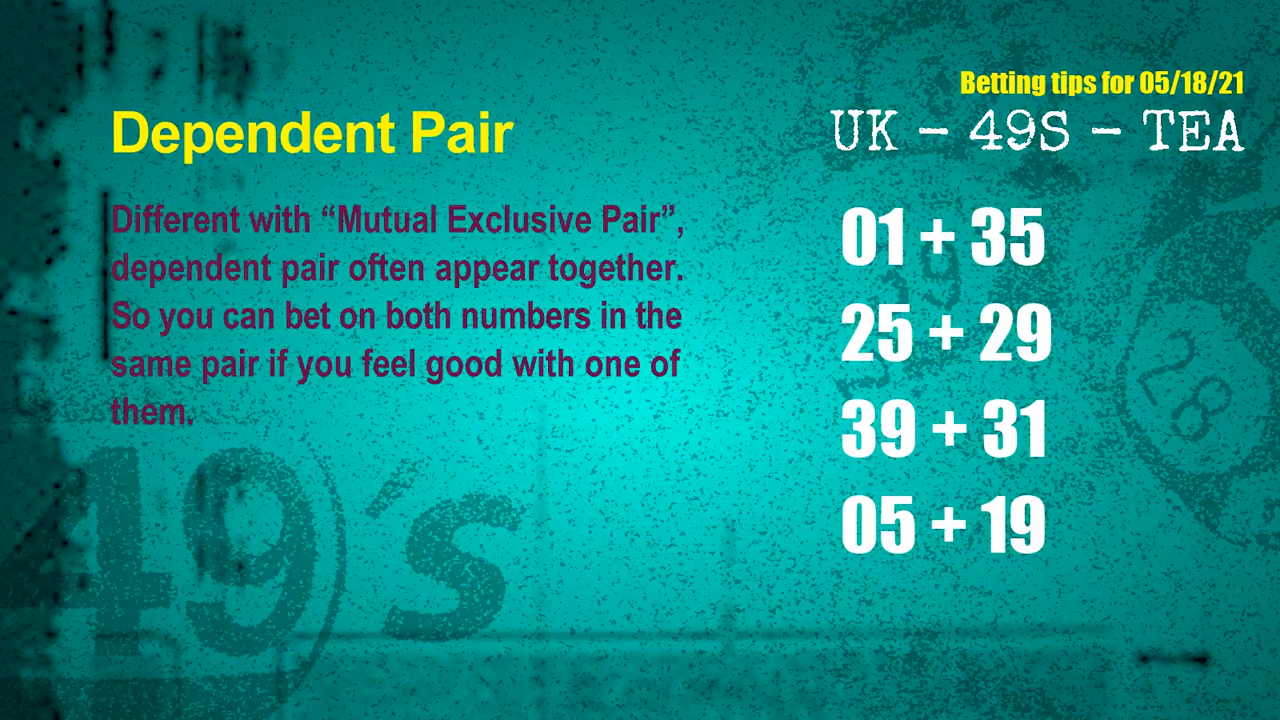 Betting tips for 05/18/21
UK - 49S - TEA
Dependent Pair
Different with “Mutual Exclusive Pair”,
dependent pair often appear together.
So you can bet on both numbers in the
same pair if you feel good with one of
them.
01 + 35
25 + 29
39 + 31
05 + 19
49's
28
39